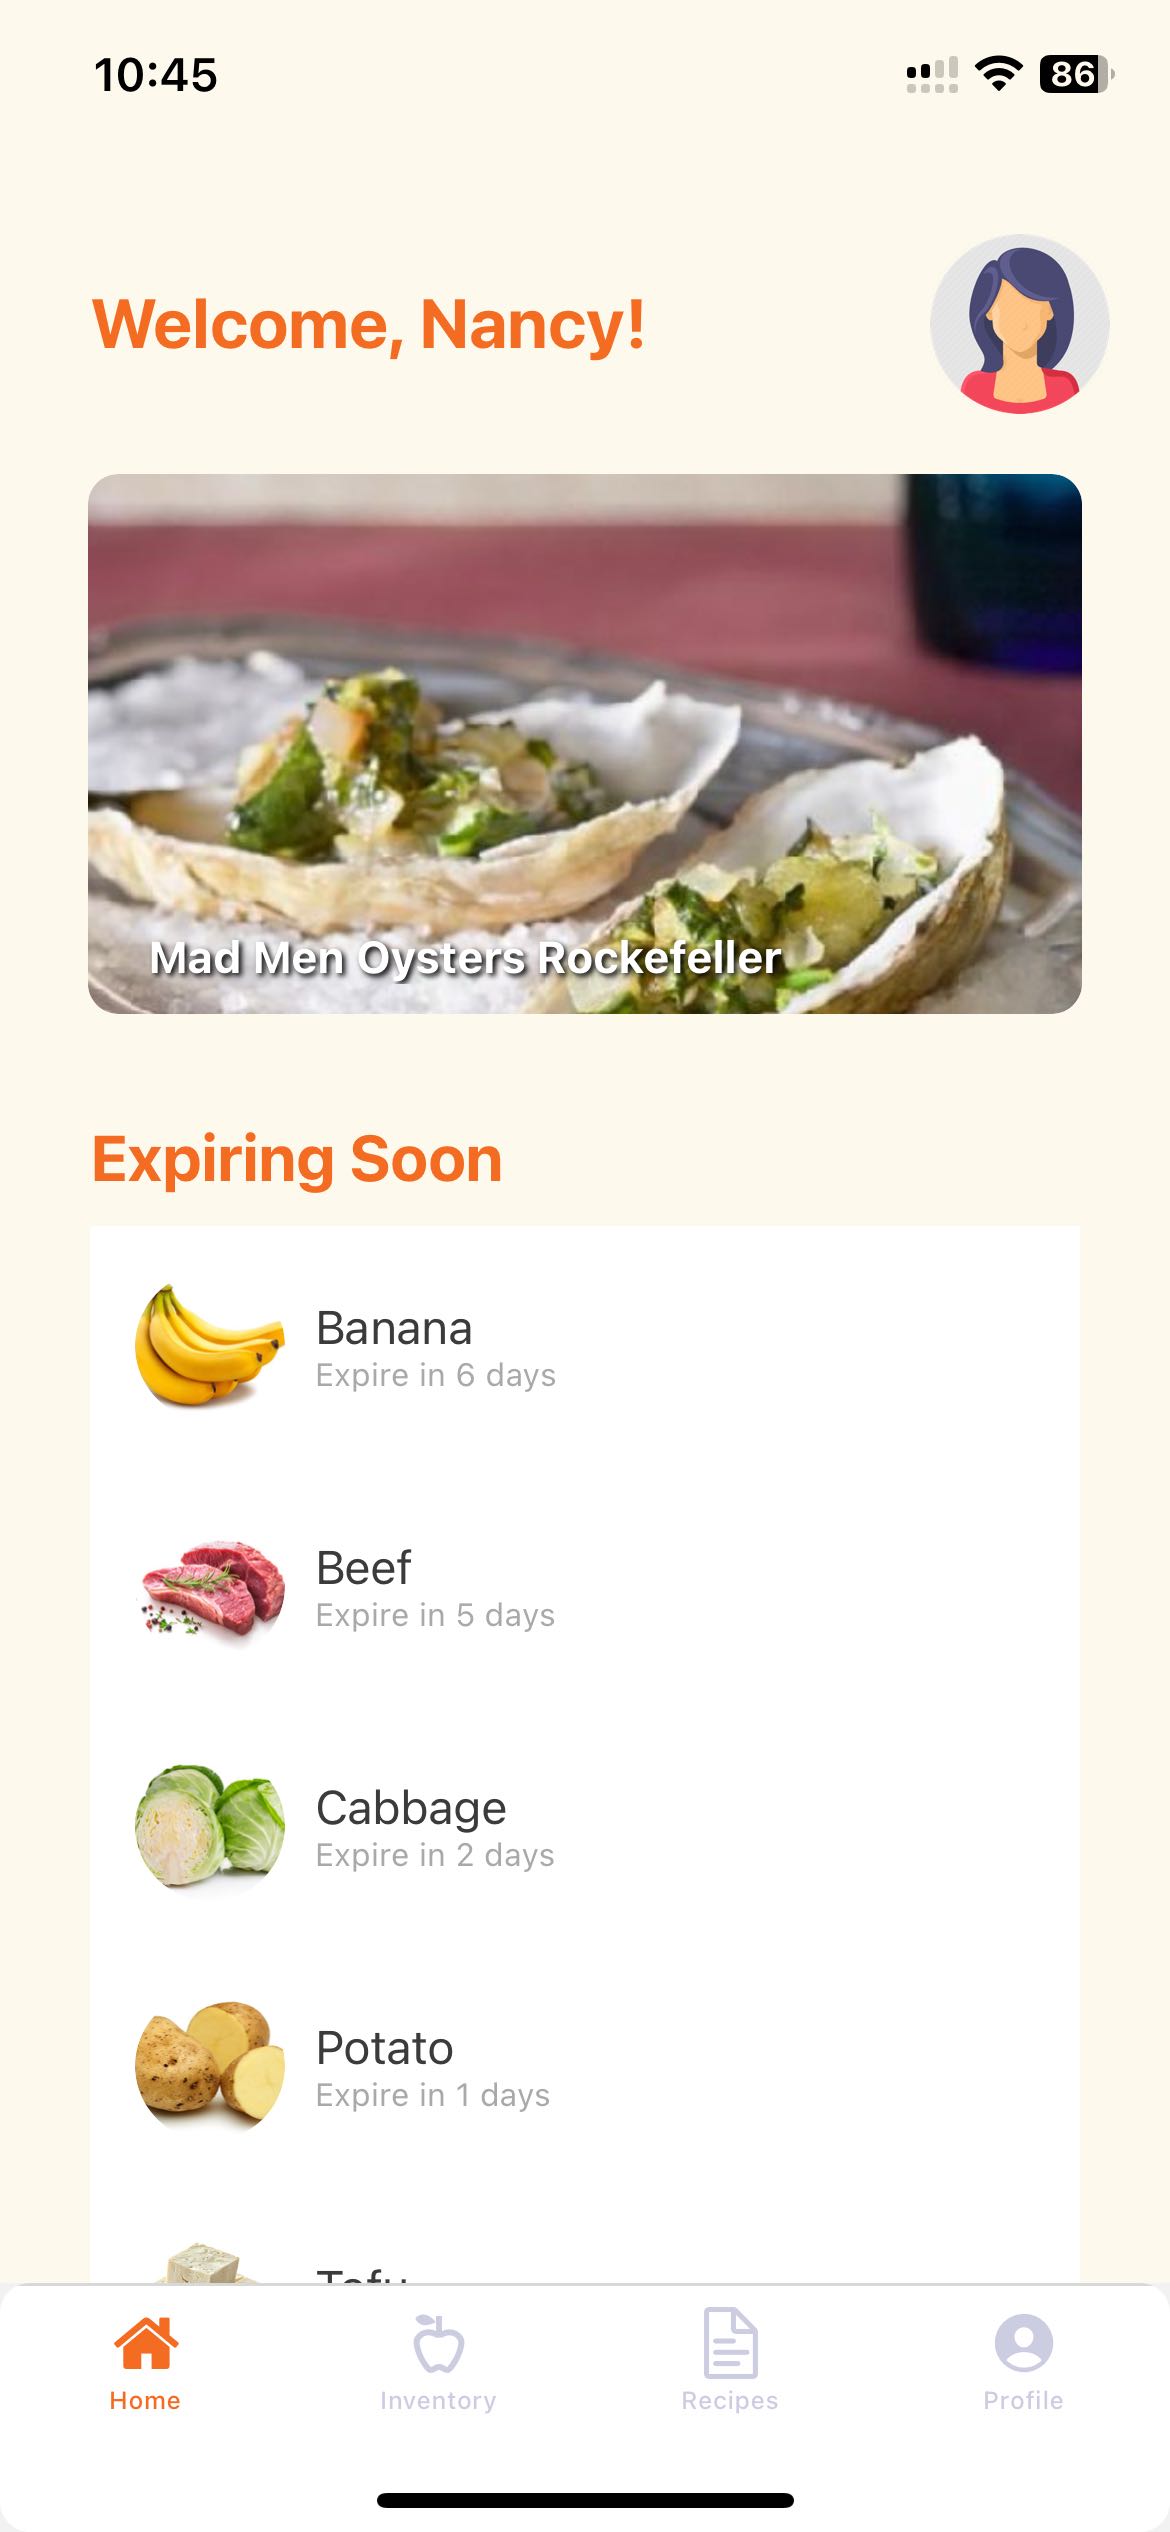 10:45
86
Welcome, Nancy!
Mad Men Oysters Rockefeller
Expiring Soon
Banana
Expire in 6 days
Beef
Expire in 5 days
Cabbage
Expire in 2 days
Potato
Expire in 1 days
Tofu
Home
Inventory
Recipes
Profile